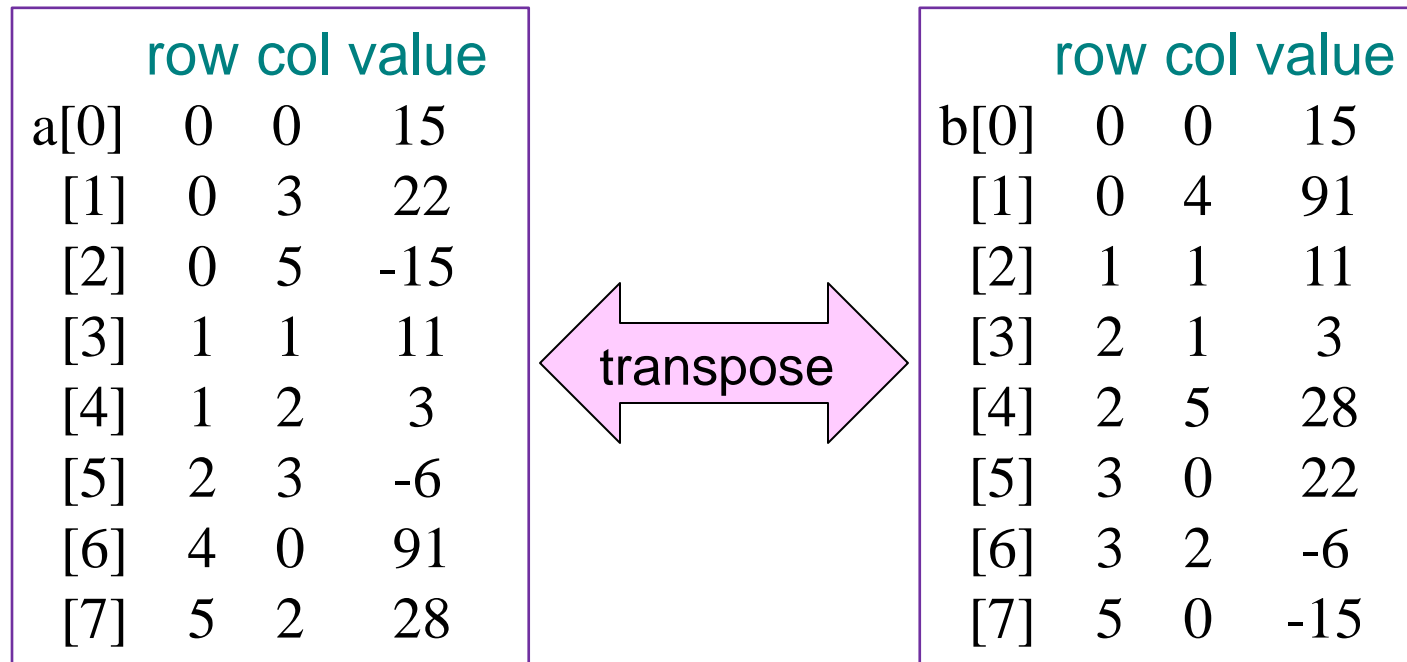 row col value
a[0] 0 0 15
[1] 0 3 22
[2] 0 5 -15
[3] 1 1 11
[4] 1 2 3
[5] 2 3 -6
[6] 4 0 91
[7] 5 2 28
transpose
row col value
b[0] 0 0 15
[1] 0 4 91
[2] 1 1 11
[3] 2 1 3
[4] 2 5 28
[5] 3 0 22
[6] 3 2 -6
[7] 5 0 -15